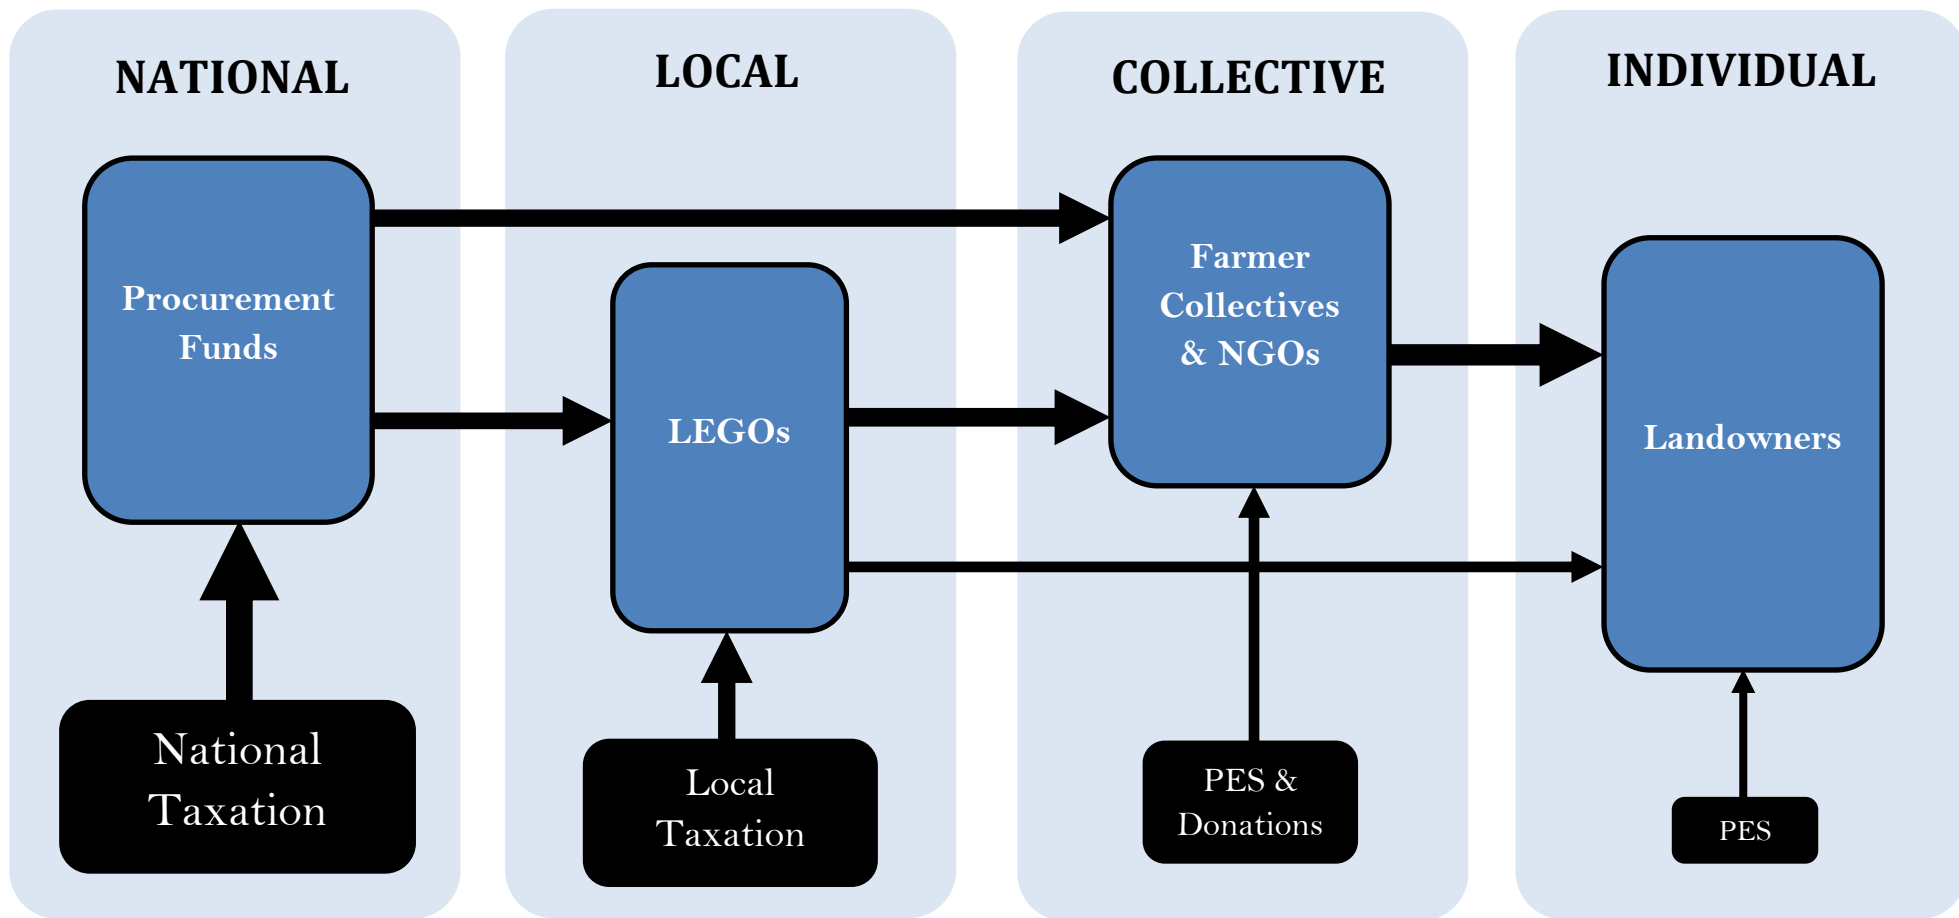 NATIONAL
LOCAL
COLLECTIVE
INDIVIDUAL
Procurement
Funds
LEGOs
Farmer
Collectives
& NGOs
Landowners
National
Taxation
Local
Taxation
PES &
Donations
PES